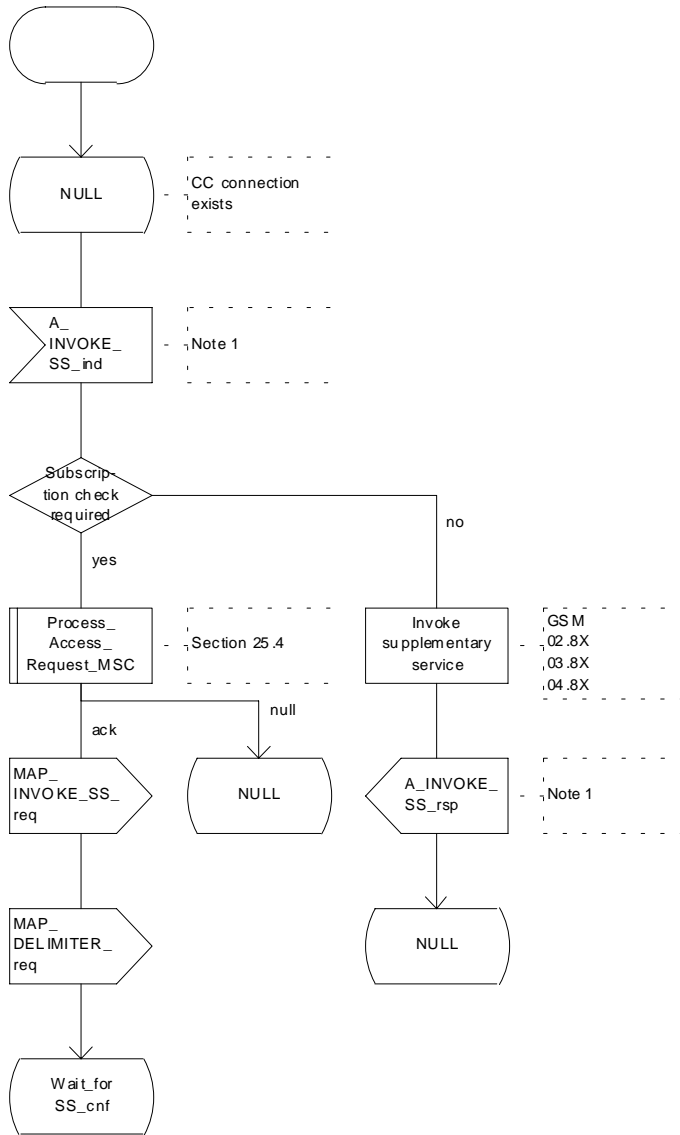 NULL
CC connection
exists
A_
INVOKE_
SS_ind
Note 1
Subscrip-
tion check
required
no
yes
Process_
Access_
Request_MSC
Section 25.4
Invoke
supplementary
service
GSM
02.8X
03.8X
04.8X
null
ack
MAP_
INVOKE_SS_
req
NULL
A_INVOKE_
SS_rsp
Note 1
MAP_
DELIMITER_
req
NULL
Wait_for
SS_cnf